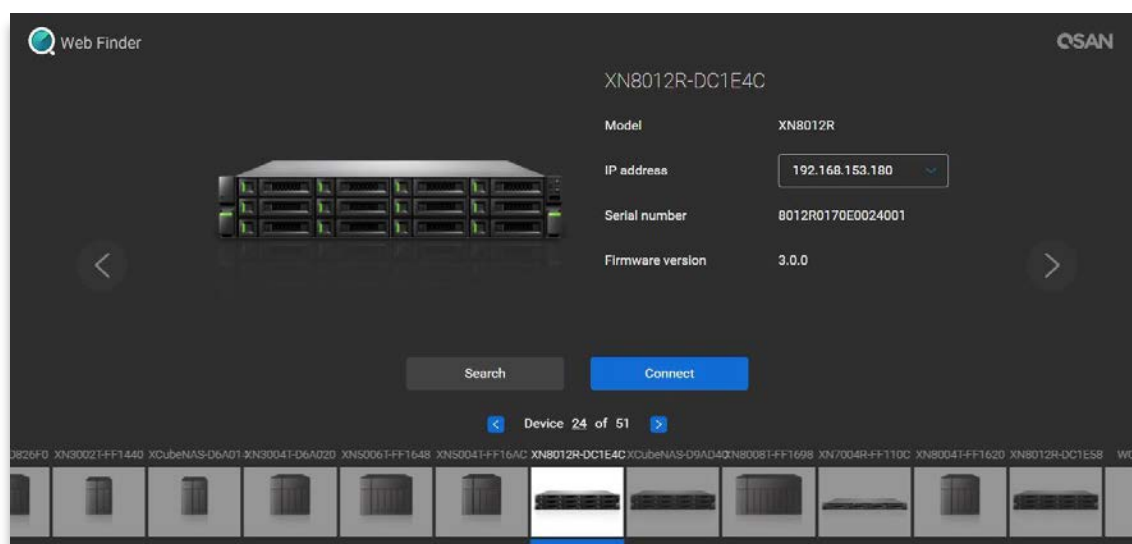 Web Finder
QSAN
XN8012R-DC1E4C
Model XN8012R
IP address 192.168.153.180
Serial number 8012R0170E0024001
Firmware version 3.0.0
Search Connect
Device 24 of 51
D826F0 XN3002T-FF1440 XCubeNAS-D6A01 XN3004T-D6A020 XN5006T-FF1648 XN5004T-FF16AC XN8012R-DC1E4C XCubeNAS-D9AD40 XN8008T-FF1698 XN7004R-FF110C XN8004T-FF1620 XN8012R-DC1E58 WO